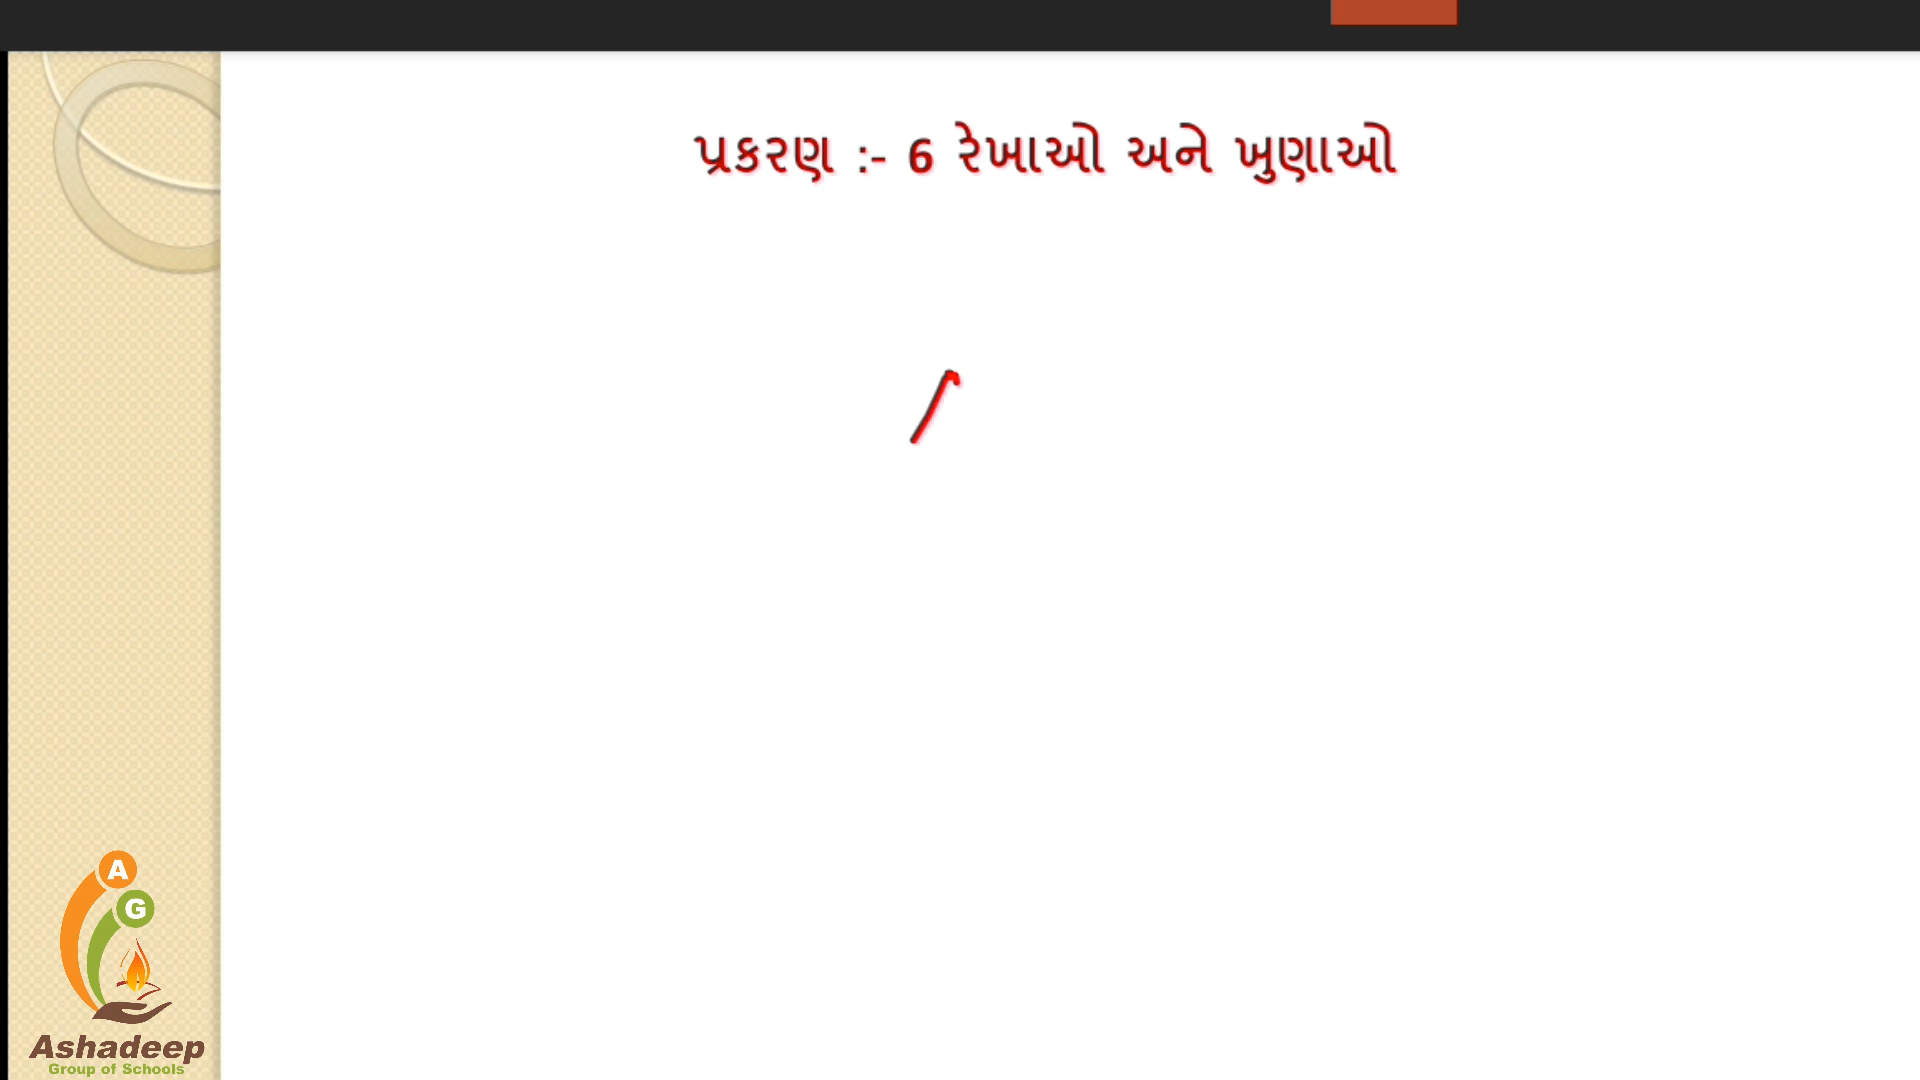 પ્રકરણ :- 6 રેખાઓ અને ખુણાઓ
A
G
Ashadeep
Group of Schools